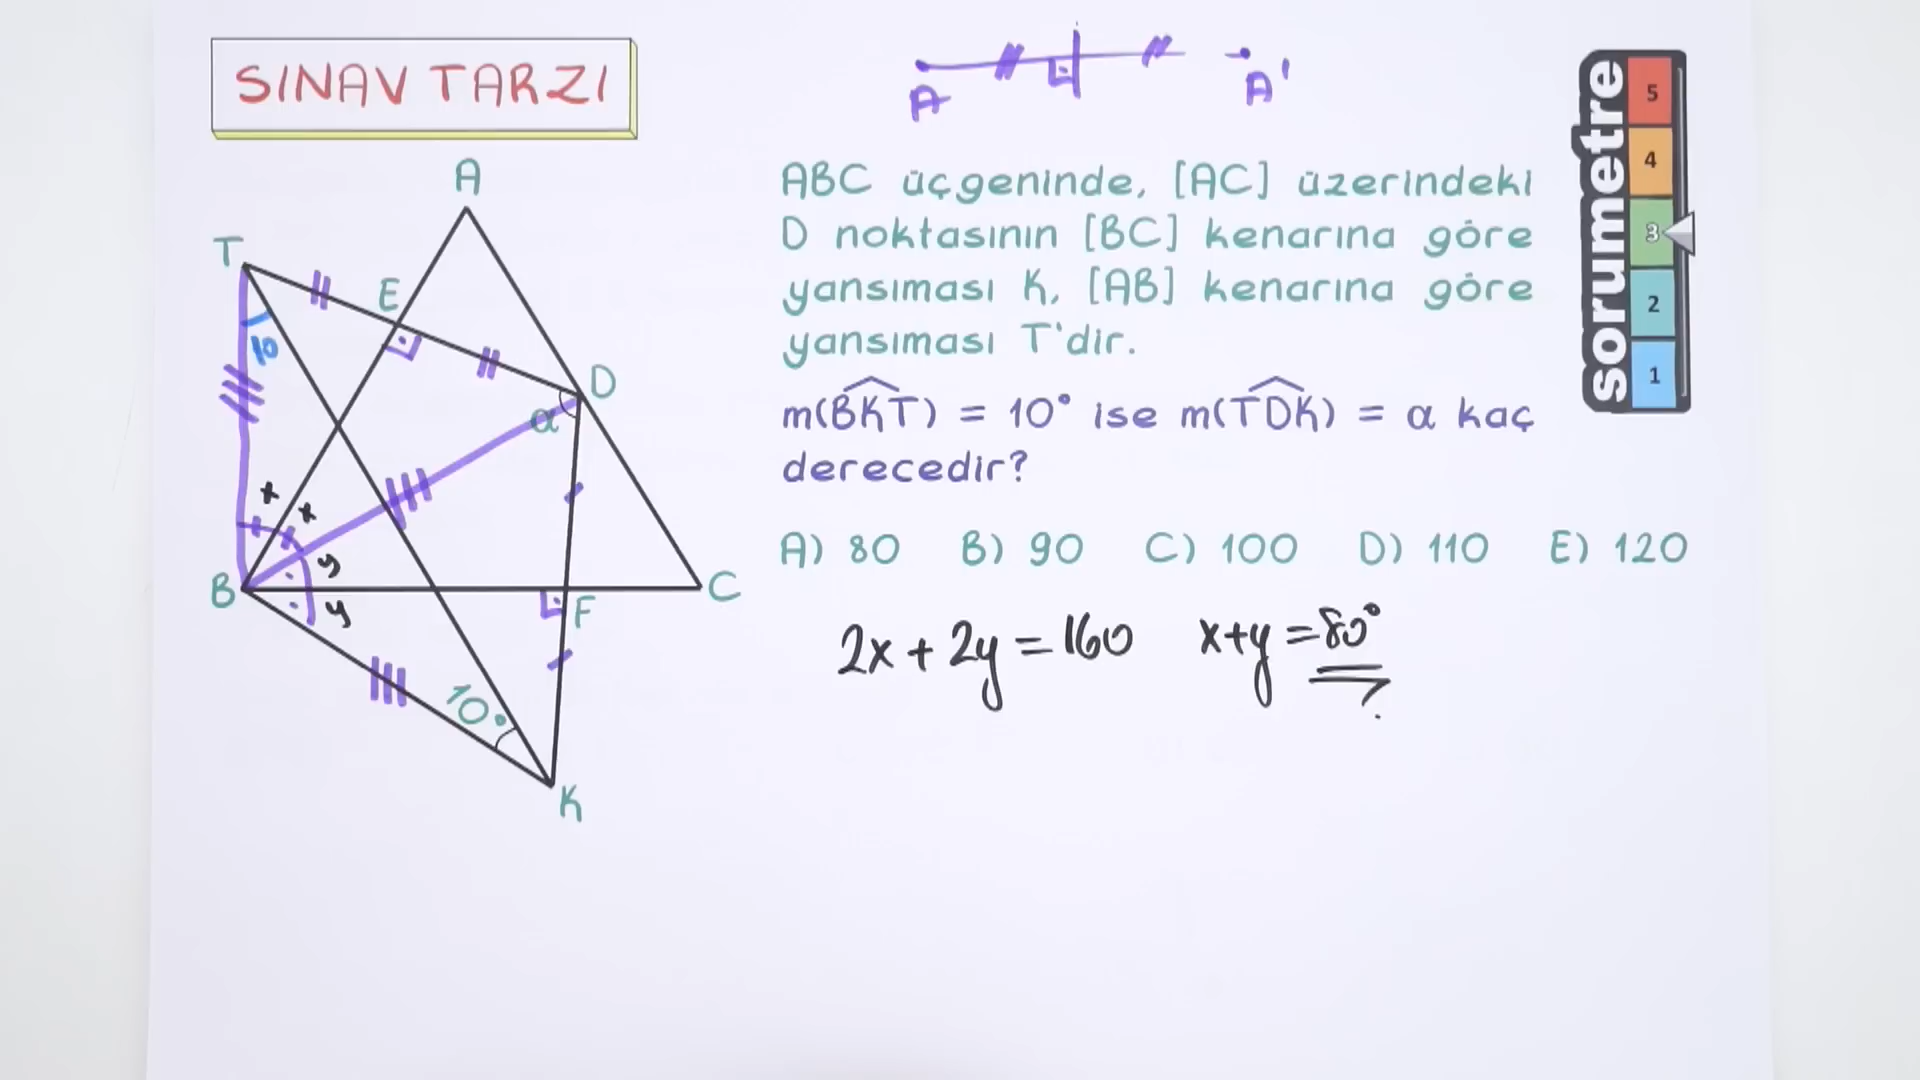 SINAV TARZI
A A'
ABC üçgeninde, [AC] üzerindeki
D noktasının [BC] kenarına göre
yansıması K, [AB] kenarına göre
yansıması T'dir.
m(BKT) = 10° ise m(TDK) = α kaç
derecedir?
A) 80 B) 90 C) 100 D) 110 E) 120
2x + 2y = 160 x+y = 80°
?
sorumetre
5
4
3
2
1
A
T
E
10
D
α
x
x
y
B
y
F
C
10°
K